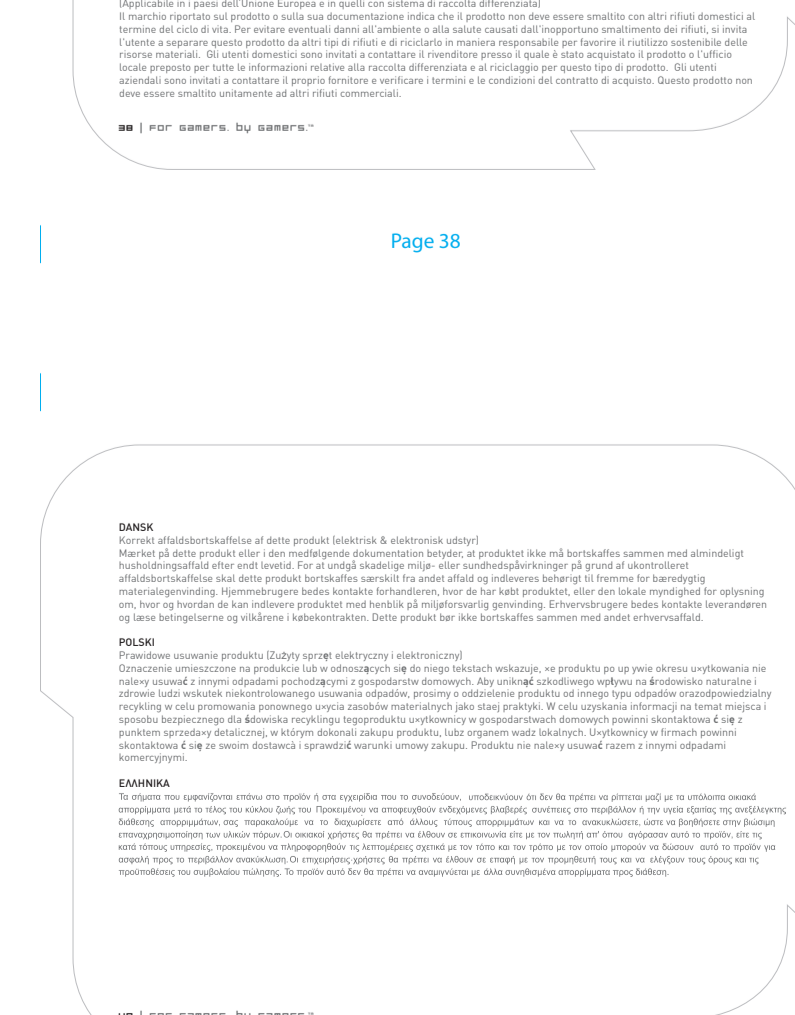 (Applicabile in i paesi dell'Unione Europea e in quelli con sistema di raccolta differenziata)
Il marchio riportato sul prodotto o sulla sua documentazione indica che il prodotto non deve essere smaltito con altri rifiuti domestici al
termine del ciclo di vita. Per evitare eventuali danni all'ambiente o alla salute causati dall'inopportuno smaltimento dei rifiuti, si invita
l'utente a separare questo prodotto da altri tipi di rifiuti e di riciclarlo in maniera responsabile per favorire il riutilizzo sostenibile delle
risorse materiali. Gli utenti domestici sono invitati a contattare il rivenditore presso il quale è stato acquistato il prodotto o l'ufficio
locale preposto per tutte le informazioni relative alla raccolta differenziata e al riciclaggio per questo tipo di prodotto. Gli utenti
aziendali sono invitati a contattare il proprio fornitore e verificare i termini e le condizioni del contratto di acquisto. Questo prodotto non
deve essere smaltito unitamente ad altri rifiuti commerciali.
38 | For Gamers. by Gamers.™
Page 38
DANSK
Korrekt affaldsbortskaffelse af dette produkt (elektrisk & elektronisk udstyr)
Mærket på dette produkt eller i den medfølgende dokumentation betyder, at produktet ikke må bortskaffes sammen med almindeligt
husholdningsaffald efter endt levetid. For at undgå skadelige miljø- eller sundhedspåvirkninger på grund af ukontrolleret
affaldsbortskaffelse skal dette produkt bortskaffes særskilt fra andet affald og indleveres behørigt til fremme for bæredygtig
materialegenvinding. Hjemmebrugere bedes kontakte forhandleren, hvor de har købt produktet, eller den lokale myndighed for oplysning
om, hvor og hvordan de kan indlevere produktet med henblik på miljøforsvarlig genvinding. Erhvervsbrugere bedes kontakte leverandøren
og læse betingelserne og vilkårene i købekontrakten. Dette produkt bør ikke bortskaffes sammen med andet erhvervsaffald.
POLSKI
Prawidowe usuwanie produktu (Zużyty sprzęt elektryczny i elektroniczny)
Oznaczenie umieszczone na produkcie lub w odnoszących się do niego tekstach wskazuje, ×e produktu po up ywie okresu u×ytkowania nie
nale×y usuwać z innymi odpadami pochodzącymi z gospodarstw domowych. Aby uniknąć szkodliwego wpływu na środowisko naturalne i
zdrowie ludzi wskutek niekontrolowanego usuwania odpadów, prosimy o oddzielenie produktu od innego typu odpadów orazodpowiedzialny
recykling w celu promowania ponownego u×ycia zasobów materialnych jako staej praktyki. W celu uzyskania informacji na temat miejsca i
sposobu bezpiecznego dla śdowiska recyklingu tegoproduktu u×ytkownicy w gospodarstwach domowych powinni skontaktowa ć się z
punktem sprzeda×y detalicznej, w którym dokonali zakupu produktu, lubz organem wadz lokalnych. U×ytkownicy w firmach powinni
skontaktowa ć się ze swoim dostawcà i sprawdzić warunki umowy zakupu. Produktu nie nale×y usuwać razem z innymi odpadami
komercyjnymi.
ΕΛΛΗΝΙΚΑ
Τα σήματα που εμφανίζονται επάνω στο προϊόν ή στα εγχειρίδια που το συνοδεύουν, υποδεικνύουν ότι δεν θα πρέπει να ρίπτεται μαζί με τα υπόλοιπα οικιακά
απορρίμματα μετά το τέλος του κύκλου ζωής του Προκειμένου να αποφευχθούν ενδεχόμενες βλαβερές συνέπειες στο περιβάλλον ή την υγεία εξαιτίας της ανεξέλεγκτης
διάθεσης απορριμμάτων, σας παρακαλούμε να το διαχωρίσετε από άλλους τύπους απορριμμάτων και να το ανακυκλώσετε, ώστε να βοηθήσετε στην βιώσιμη
επαναχρησιμοποίηση των υλικών πόρων. Οι οικιακοί χρήστες θα πρέπει να έλθουν σε επικοινωνία είτε με τον πωλητή απ' όπου αγόρασαν αυτό το προϊόν, είτε τις
κατά τόπους υπηρεσίες, προκειμένου να πληροφορηθούν τις λεπτομέρειες σχετικά με τον τόπο και τον τρόπο με τον οποίο μπορούν να δώσουν αυτό το προϊόν για
ασφαλή προς το περιβάλλον ανακύκλωση. Οι επιχειρήσεις-χρήστες θα πρέπει να έλθουν σε επαφή με τον προμηθευτή τους και να ελέγξουν τους όρους και τις
προϋποθέσεις του συμβολαίου πώλησης. Το προϊόν αυτό δεν θα πρέπει να αναμιγνύεται με άλλα συνηθισμένα απορρίμματα προς διάθεση.
40 | For Gamers. by Gamers.™